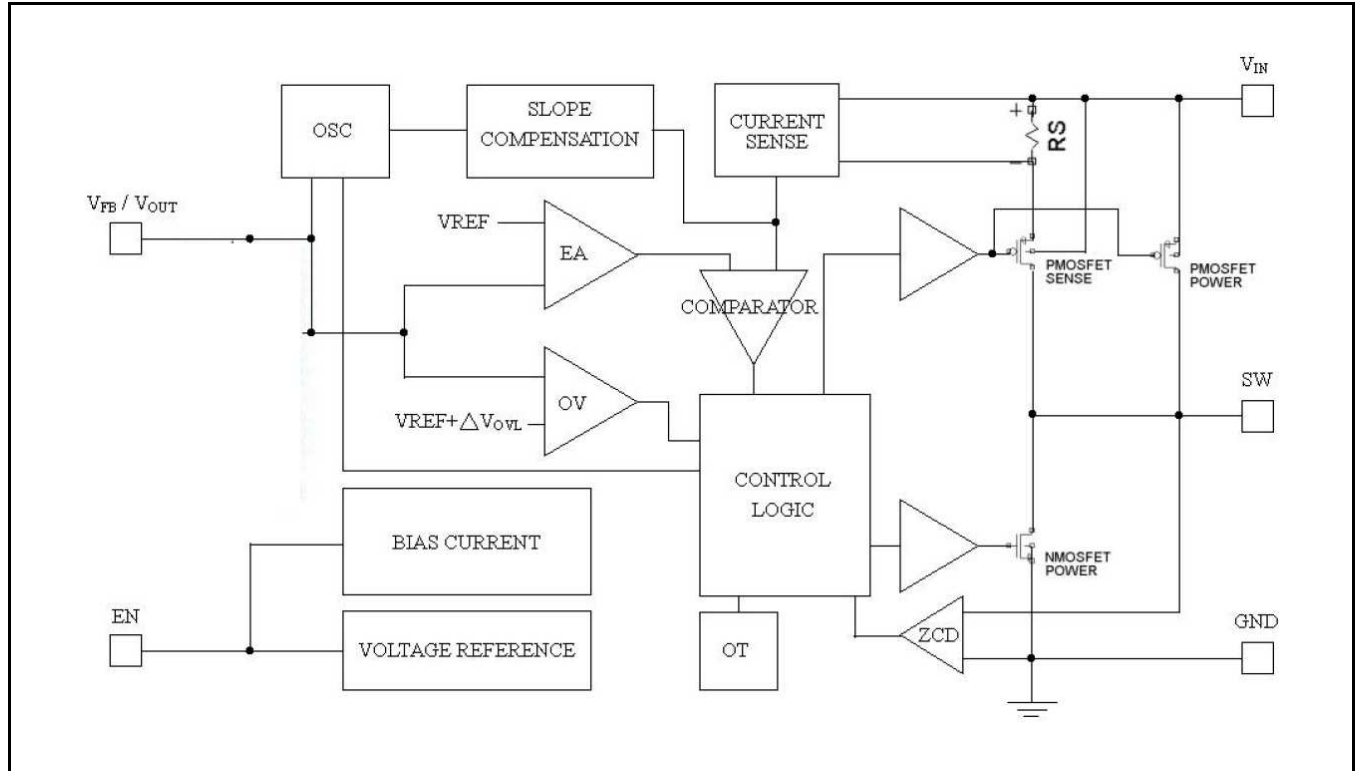 V_IN
OSC
SLOPE
COMPENSATION
CURRENT
SENSE
+
−
RS
V_FB / V_OUT
VREF
EA
COMPARATOR
PMOSFET
SENSE
PMOSFET
POWER
OV
VREF+△V_OVL
SW
CONTROL
LOGIC
BIAS CURRENT
NMOSFET
POWER
EN
VOLTAGE REFERENCE
OT
ZCD
GND